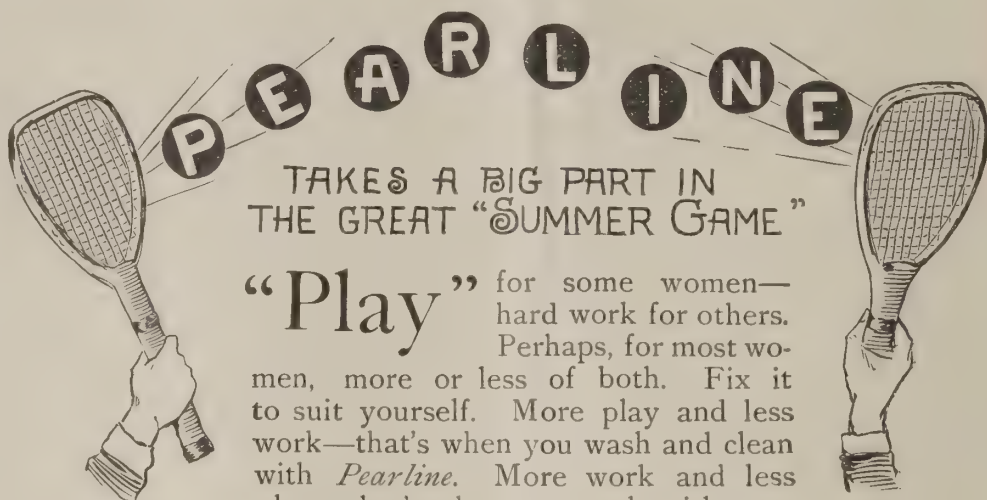 PEARLINE
TAKES A BIG PART IN
THE GREAT "SUMMER GAME"
"Play" for some women—
hard work for others.
Perhaps, for most wo-
men, more or less of both. Fix it
to suit yourself. More play and less
work—that's when you wash and clean
with Pearline. More work and less